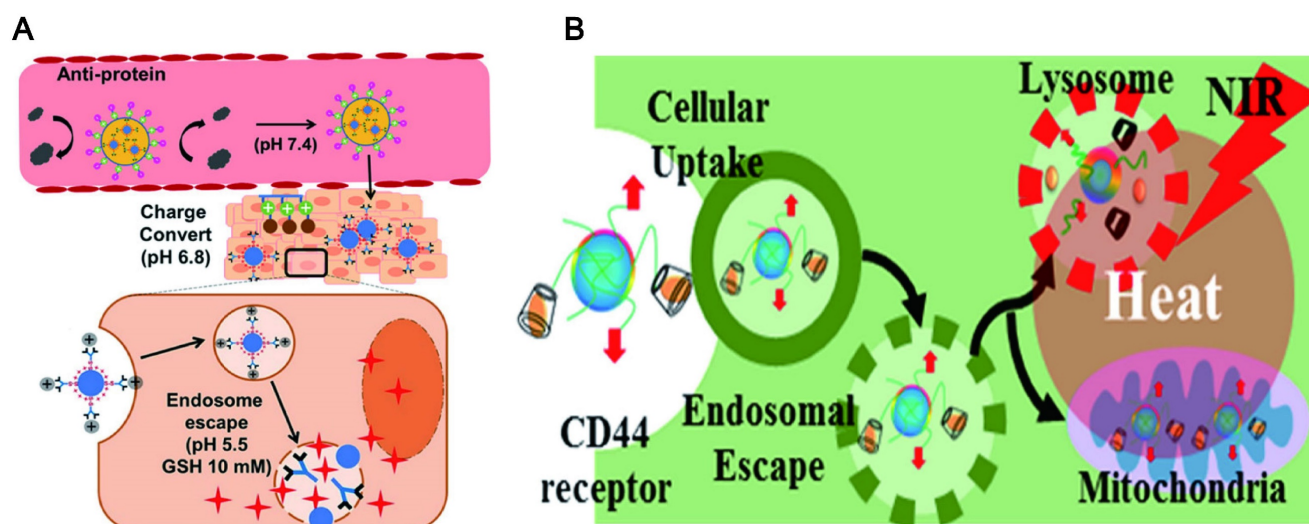 A
Anti-protein
(pH 7.4)
Charge
Convert
(pH 6.8)
Endosome
escape
(pH 5.5
GSH 10 mM)
B
Cellular
Uptake
CD44
receptor
Endosomal
Escape
Lysosome
NIR
Heat
Mitochondria